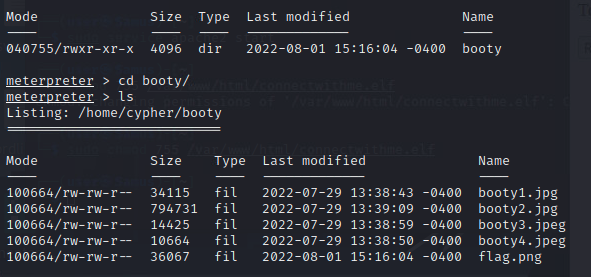 Mode Size Type Last modified Name
040755/rwxr-xr-x 4096 dir 2022-08-01 15:16:04 -0400 booty
meterpreter > cd booty/
meterpreter > ls
Listing: /home/cypher/booty
Mode Size Type Last modified Name
100664/rw-rw-r-- 34115 fil 2022-07-29 13:38:43 -0400 booty1.jpg
100664/rw-rw-r-- 794731 fil 2022-07-29 13:39:09 -0400 booty2.jpg
100664/rw-rw-r-- 14425 fil 2022-07-29 13:38:59 -0400 booty3.jpeg
100664/rw-rw-r-- 10664 fil 2022-07-29 13:38:50 -0400 booty4.jpeg
100664/rw-rw-r-- 36067 fil 2022-08-01 15:16:04 -0400 flag.png